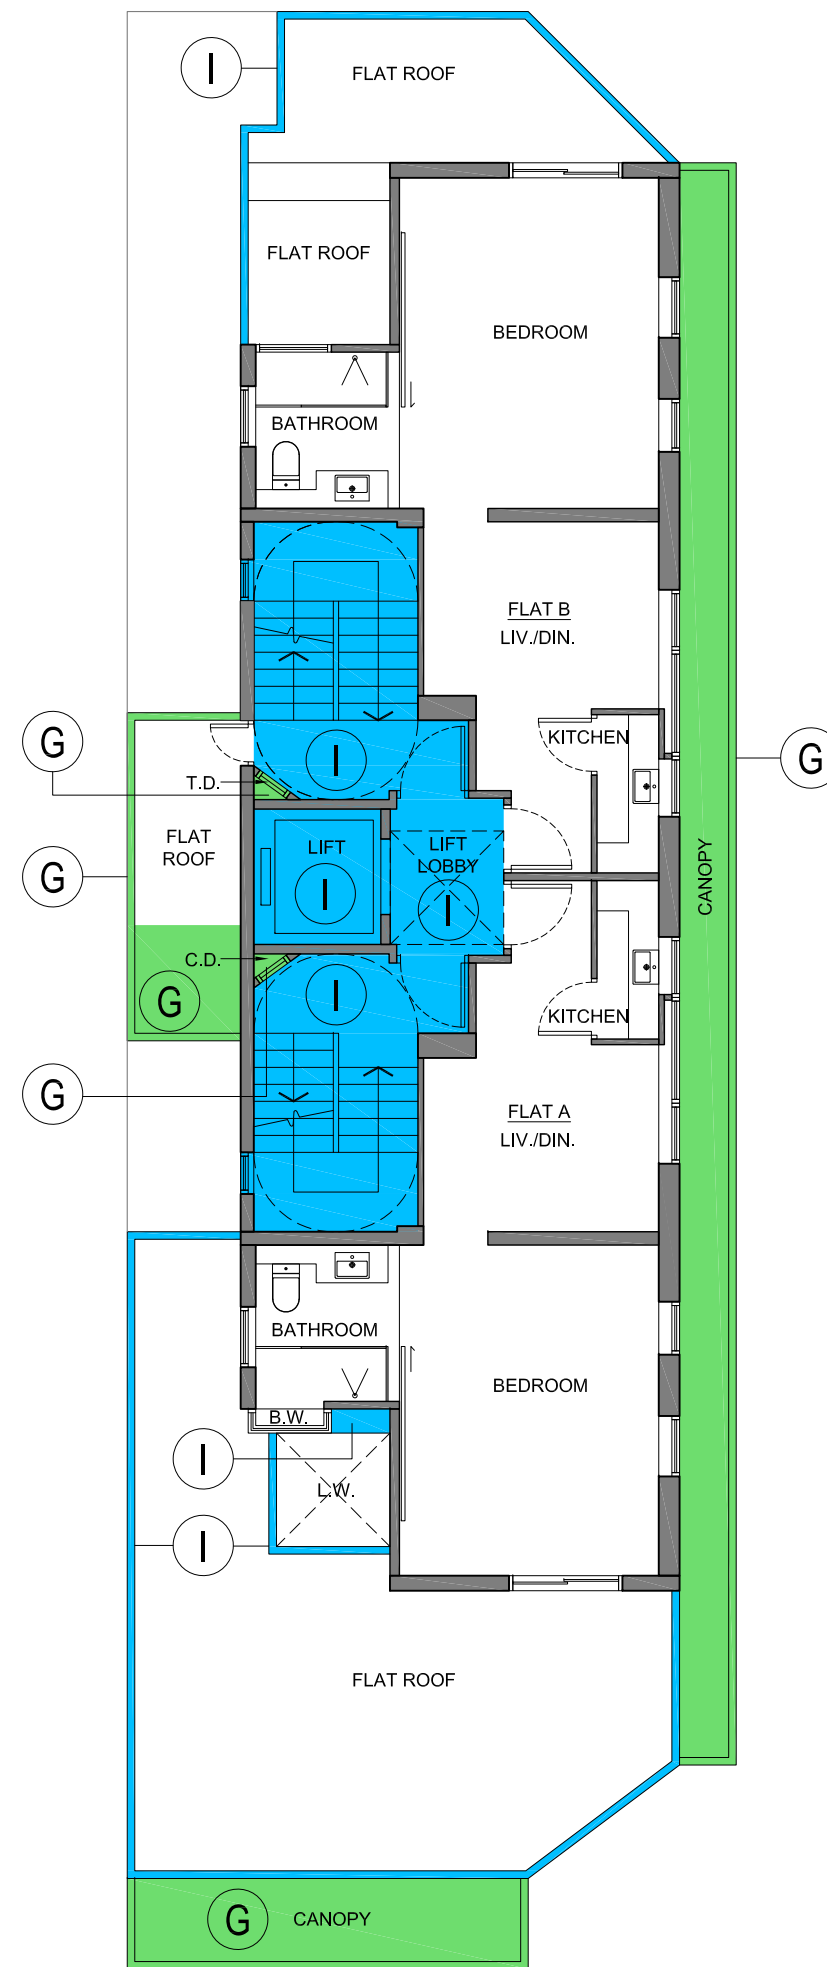 I
FLAT ROOF
FLAT ROOF
BEDROOM
BATHROOM
FLAT B
LIV./DIN.
G
KITCHEN
I
G
T.D.
FLAT
ROOF
LIFT
LIFT
LOBBY
G
I
I
CANOPY
C.D.
G
I
KITCHEN
G
FLAT A
LIV./DIN.
BATHROOM
BEDROOM
B.W.
I
L.W.
I
FLAT ROOF
G
CANOPY